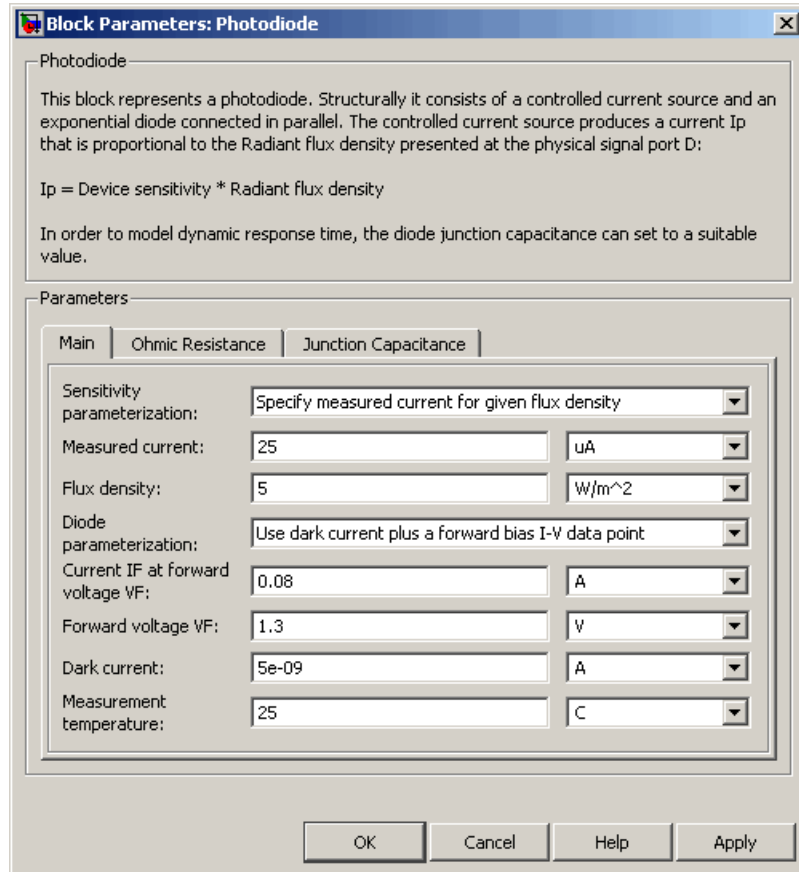 Block Parameters: Photodiode
Photodiode
This block represents a photodiode. Structurally it consists of a controlled current source and an
exponential diode connected in parallel. The controlled current source produces a current Ip
that is proportional to the Radiant flux density presented at the physical signal port D:
Ip = Device sensitivity * Radiant flux density
In order to model dynamic response time, the diode junction capacitance can set to a suitable
value.
Parameters
Main Ohmic Resistance Junction Capacitance
Sensitivity
parameterization:
Specify measured current for given flux density
Measured current: 25 uA
Flux density: 5 W/m^2
Diode
parameterization:
Use dark current plus a forward bias I-V data point
Current IF at forward
voltage VF:
0.08 A
Forward voltage VF: 1.3 V
Dark current: 5e-09 A
Measurement
temperature:
25 C
OK Cancel Help Apply